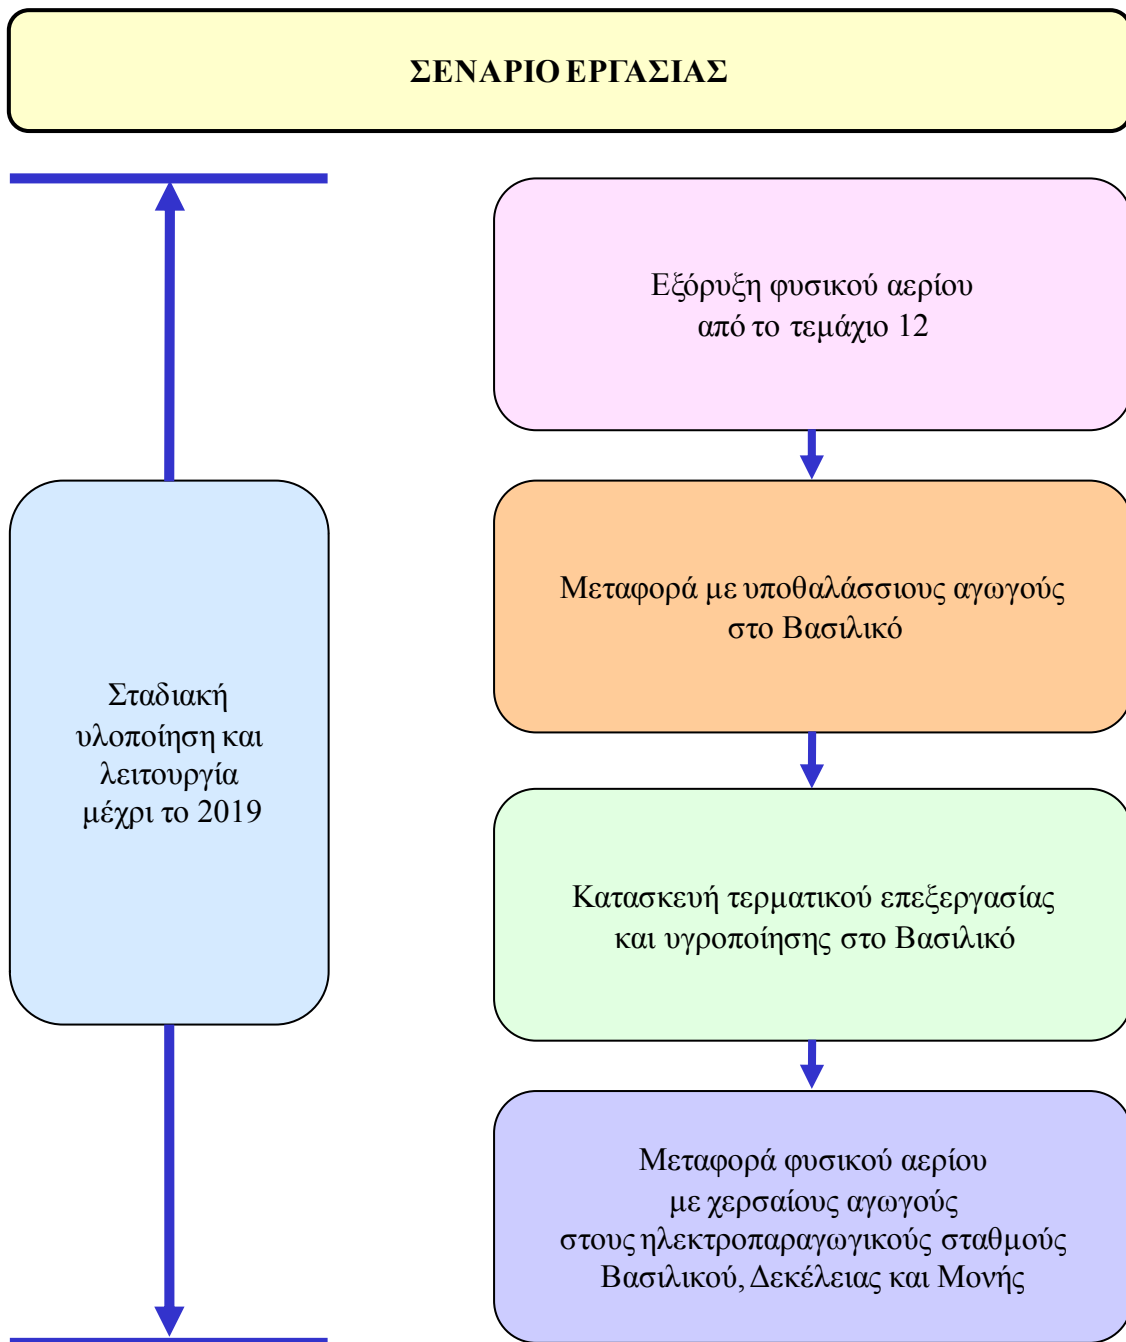 ΣΕΝΑΡΙΟ ΕΡΓΑΣΙΑΣ
Εξόρυξη φυσικού αερίου
από το τεμάχιο 12
Μεταφορά με υποθαλάσσιους αγωγούς
στο Βασιλικό
Σταδιακή
υλοποίηση και
λειτουργία
μέχρι το 2019
Κατασκευή τερματικού επεξεργασίας
και υγροποίησης στο Βασιλικό
Μεταφορά φυσικού αερίου
με χερσαίους αγωγούς
στους ηλεκτροπαραγωγικούς σταθμούς
Βασιλικού, Δεκέλειας και Μονής